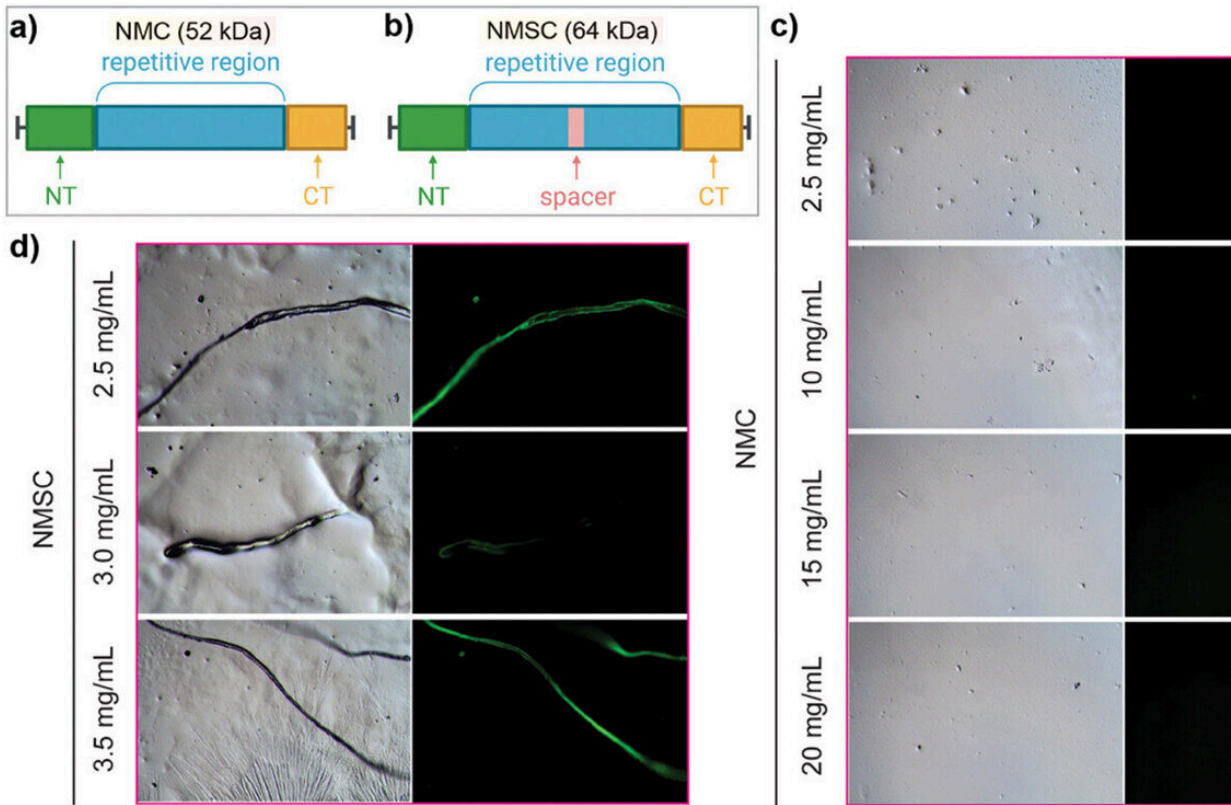 a)
NMC (52 kDa)
repetitive region
NT
CT
b)
NMSC (64 kDa)
repetitive region
NT
spacer
CT
c)
NMC
2.5 mg/mL
10 mg/mL
15 mg/mL
20 mg/mL
d)
NMSC
2.5 mg/mL
3.0 mg/mL
3.5 mg/mL